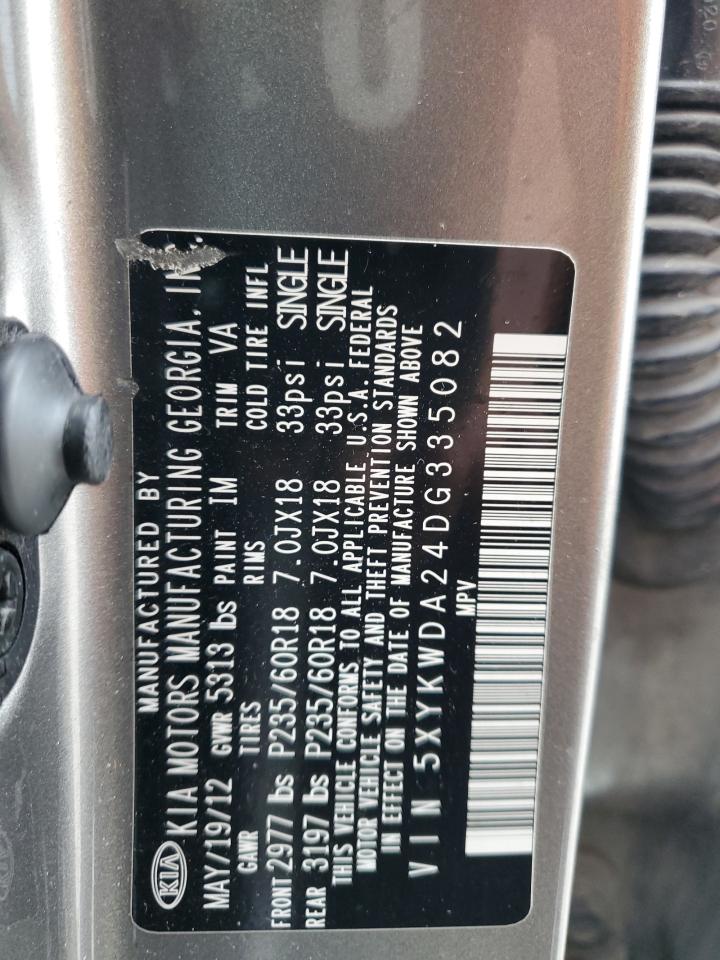 MANUFACTURED BY
KIA KIA MOTORS MANUFACTURING GEORGIA,
MAY/19/12 GVWR 5313 lbs PAINT IM TRIM VA
GAWR TIRES RIMS COLD TIRE INFL
FRONT 2977 lbs P235/60R18 7.0JX18 33psi SINGLE
REAR 3197 lbs P235/60R18 7.0JX18 33psi SINGLE
THIS VEHICLE CONFORMS TO ALL APPLICABLE U.S.A. FEDERAL
MOTOR VEHICLE SAFETY AND THEFT PREVENTION STANDARDS
IN EFFECT ON THE DATE OF MANUFACTURE SHOWN ABOVE
VIN 5XYKWDA24DG335082
MPV